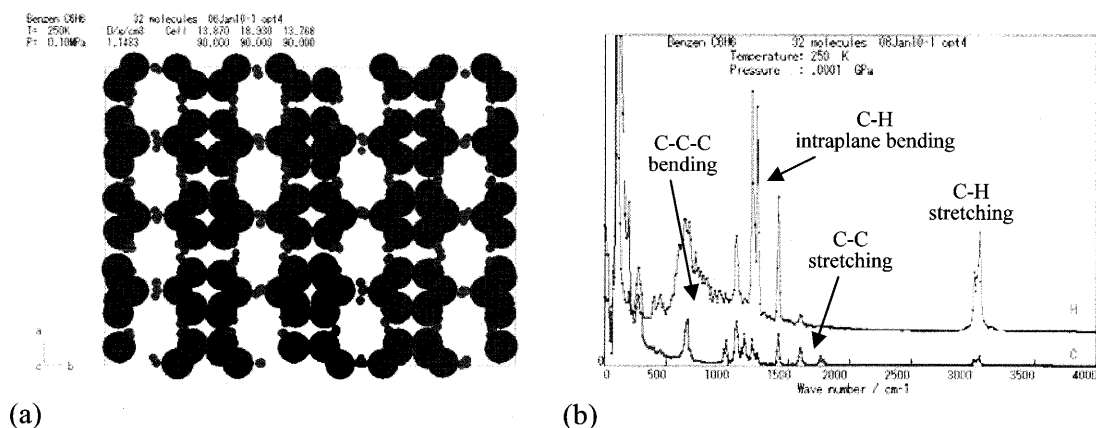 Benzen C6H6 32 molecules 06Jan10-1 opt4
T= 250K D/g/cm3 Cell 13.870 18.930 13.768
P: 0.10MPa 1.1483 90.000 90.000 90.000
a
c b
(a)
Benzen C6H6 32 molecules 06Jan10-1 opt4
Temperature: 250 K
Pressure : .0001 GPa
C-H
intraplane bending
C-C-C
bending
C-H
stretching
C-C
stretching
H
C
0 500 1000 1500 2000 2500 3000 3500 4000
Wave number / cm-1
(b)